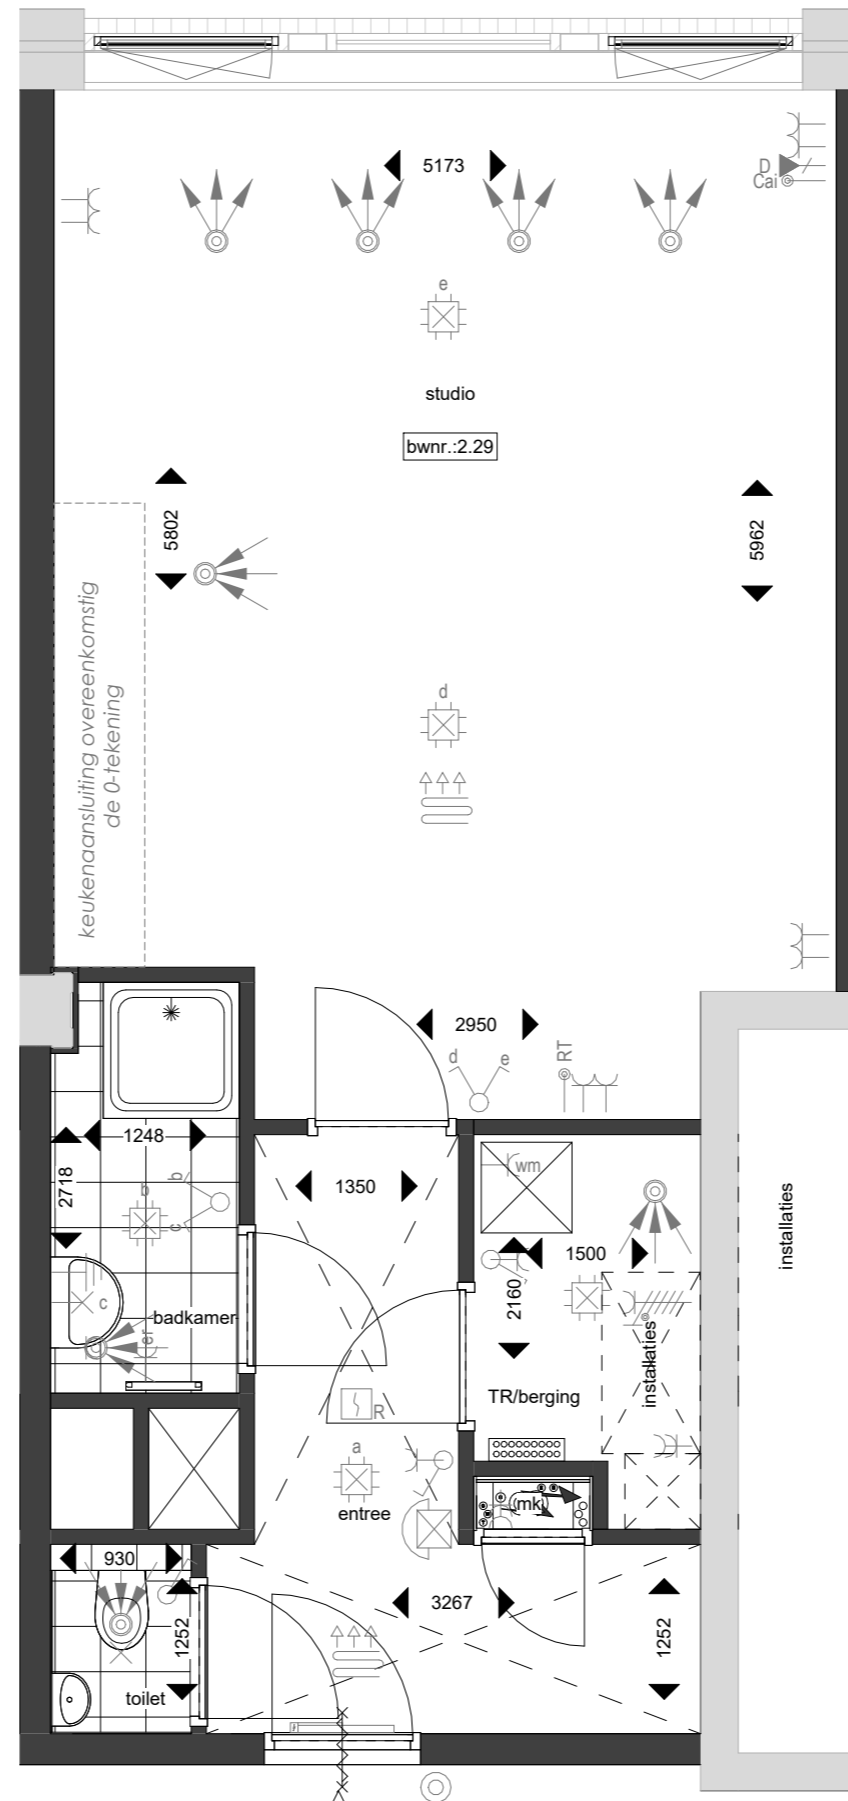 5173
D
Cai
e
studio
bwnr.:2.29
5802
5962
keukenaansluiting overeenkomstig
de 0-tekening
d
2950
d
e
RT
1248
2718
b
b
c
1350
wm
1500
2160
installaties
installaties
c
badkamer
er
R
TR/berging
a
entree
mk
930
1252
3267
1252
toilet